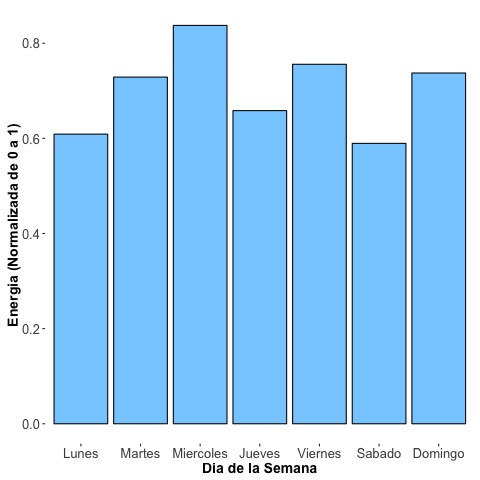 Energia (Normalizada de 0 a 1)
0.8
0.6
0.4
0.2
0.0
Lunes Martes Miercoles Jueves Viernes Sabado Domingo
Dia de la Semana